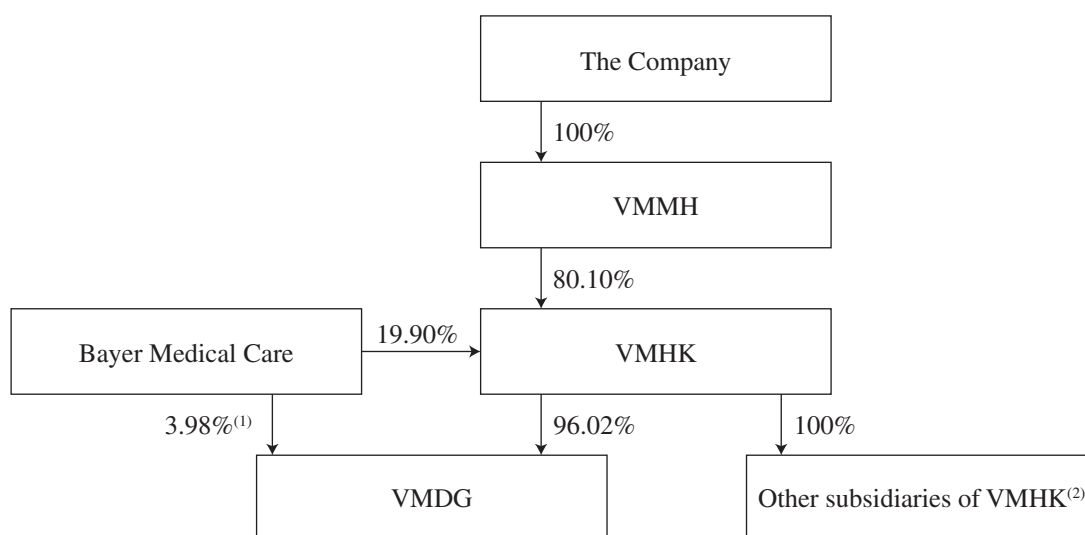 The Company
100%
VMMH
80.10%
Bayer Medical Care
19.90%
VMHK
3.98%(1)
96.02%
100%
VMDG
Other subsidiaries of VMHK(2)